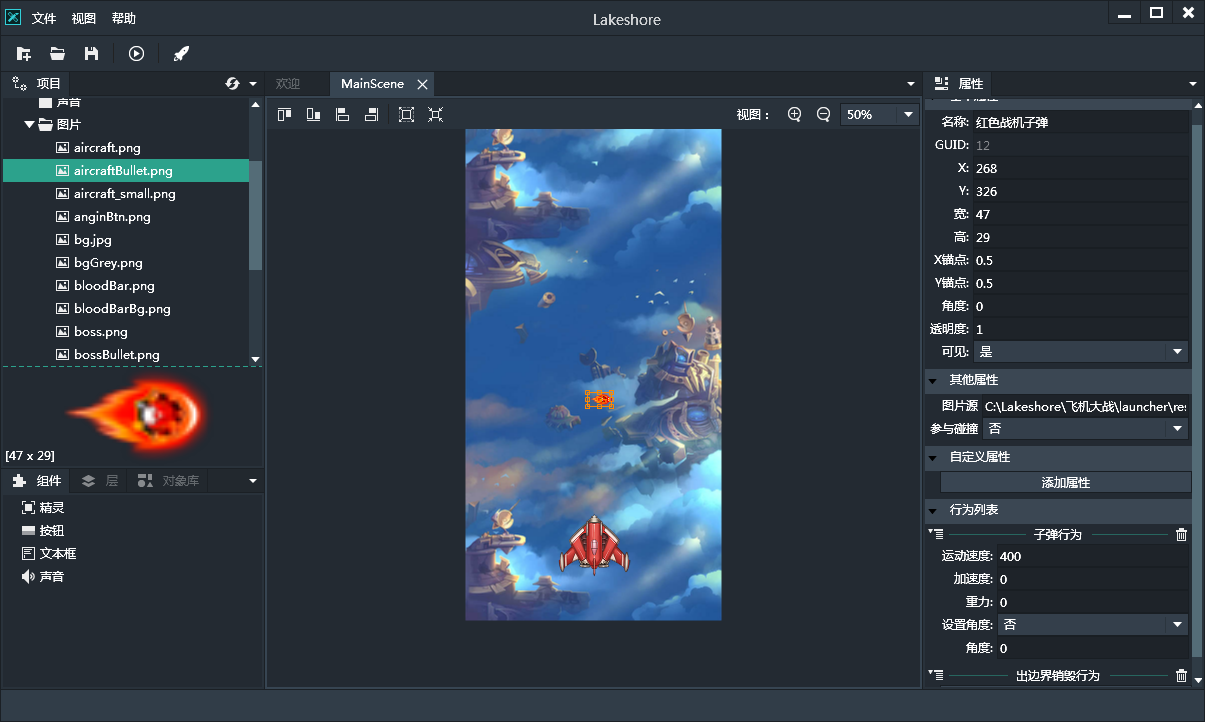 文件 视图 帮助
Lakeshore
项目
声音
图片
aircraft.png
aircraftBullet.png
aircraft_small.png
anginBtn.png
bg.jpg
bgGrey.png
bloodBar.png
bloodBarBg.png
boss.png
bossBullet.png
[47 x 29]
组件 层 对象库
精灵
按钮
文本框
声音
欢迎 MainScene
视图： 50%
属性
基本属性
名称: 红色战机子弹
GUID: 12
X: 268
Y: 326
宽: 47
高: 29
X锚点: 0.5
Y锚点: 0.5
角度: 0
透明度: 1
可见: 是
其他属性
图片源 C:\Lakeshore\飞机大战\launcher\res
参与碰撞 否
自定义属性
添加属性
行为列表
子弹行为
运动速度: 400
加速度: 0
重力: 0
设置角度: 否
角度: 0
出边界销毁行为